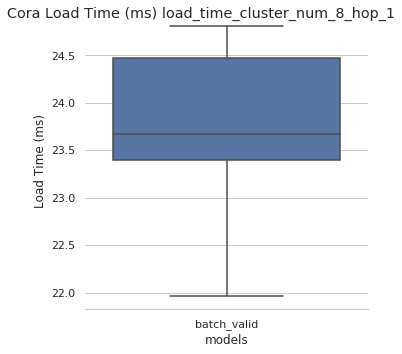 Cora Load Time (ms) load_time_cluster_num_8_hop_1
24.5
24.0
23.5
23.0
22.5
22.0
Load Time (ms)
batch_valid
models